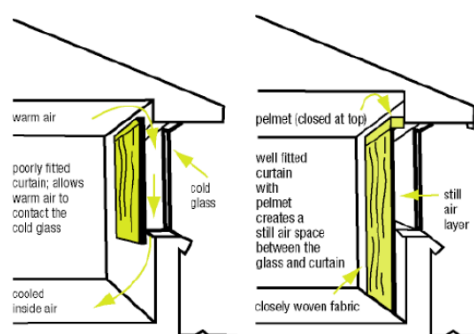 warm air
poorly fitted
curtain; allows
warm air to
contact the
cold glass
cold
glass
cooled
inside air
pelmet (closed at top)
well fitted
curtain
with
pelmet
creates a
still air space
between the
glass and curtain
still
air
layer
closely woven fabric